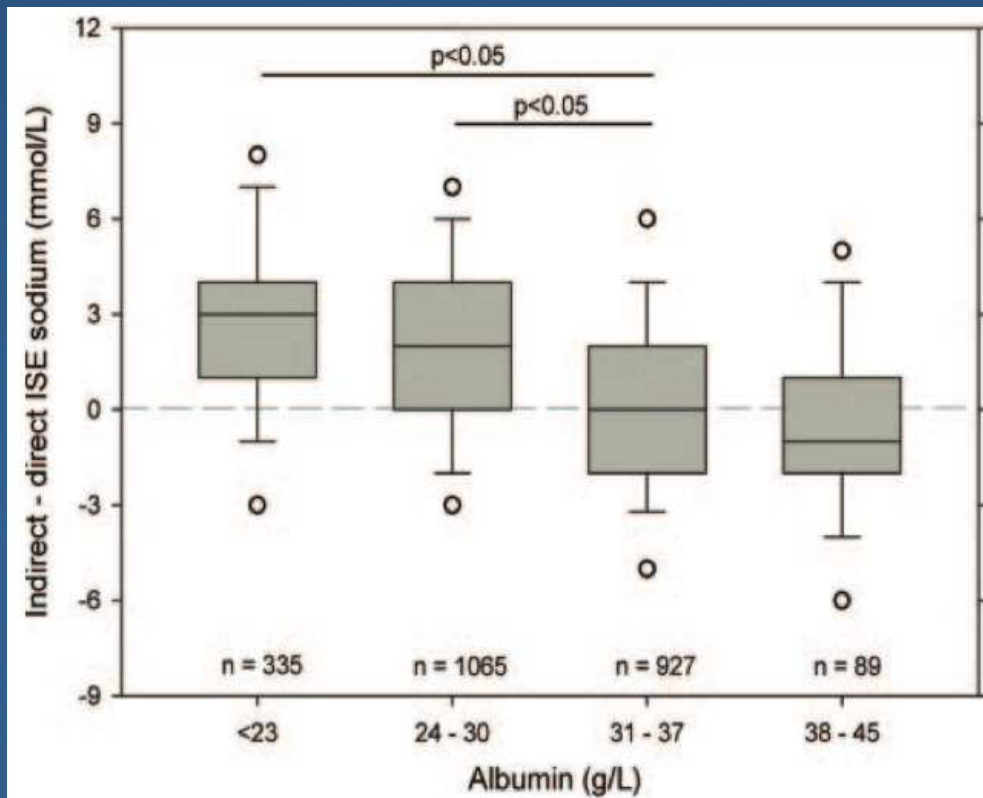 12
9
6
3
0
-3
-6
-9
Indirect - direct ISE sodium (mmol/L)
p<0.05
p<0.05
n = 335
n = 1065
n = 927
n = 89
<23
24 - 30
31 - 37
38 - 45
Albumin (g/L)